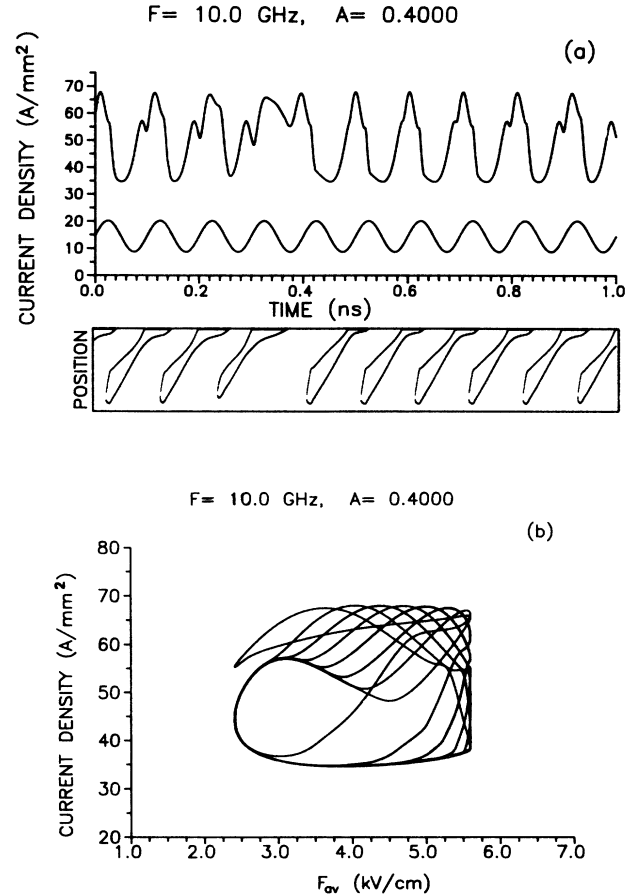 F= 10.0 GHz, A= 0.4000
(a)
CURRENT DENSITY (A/mm²)
70
60
50
40
30
20
10
0
0.0 0.2 0.4 0.6 0.8 1.0
TIME (ns)
POSITION
F= 10.0 GHz, A= 0.4000
(b)
CURRENT DENSITY (A/mm²)
80
70
60
50
40
30
20
1.0 2.0 3.0 4.0 5.0 6.0 7.0
Fav (kV/cm)